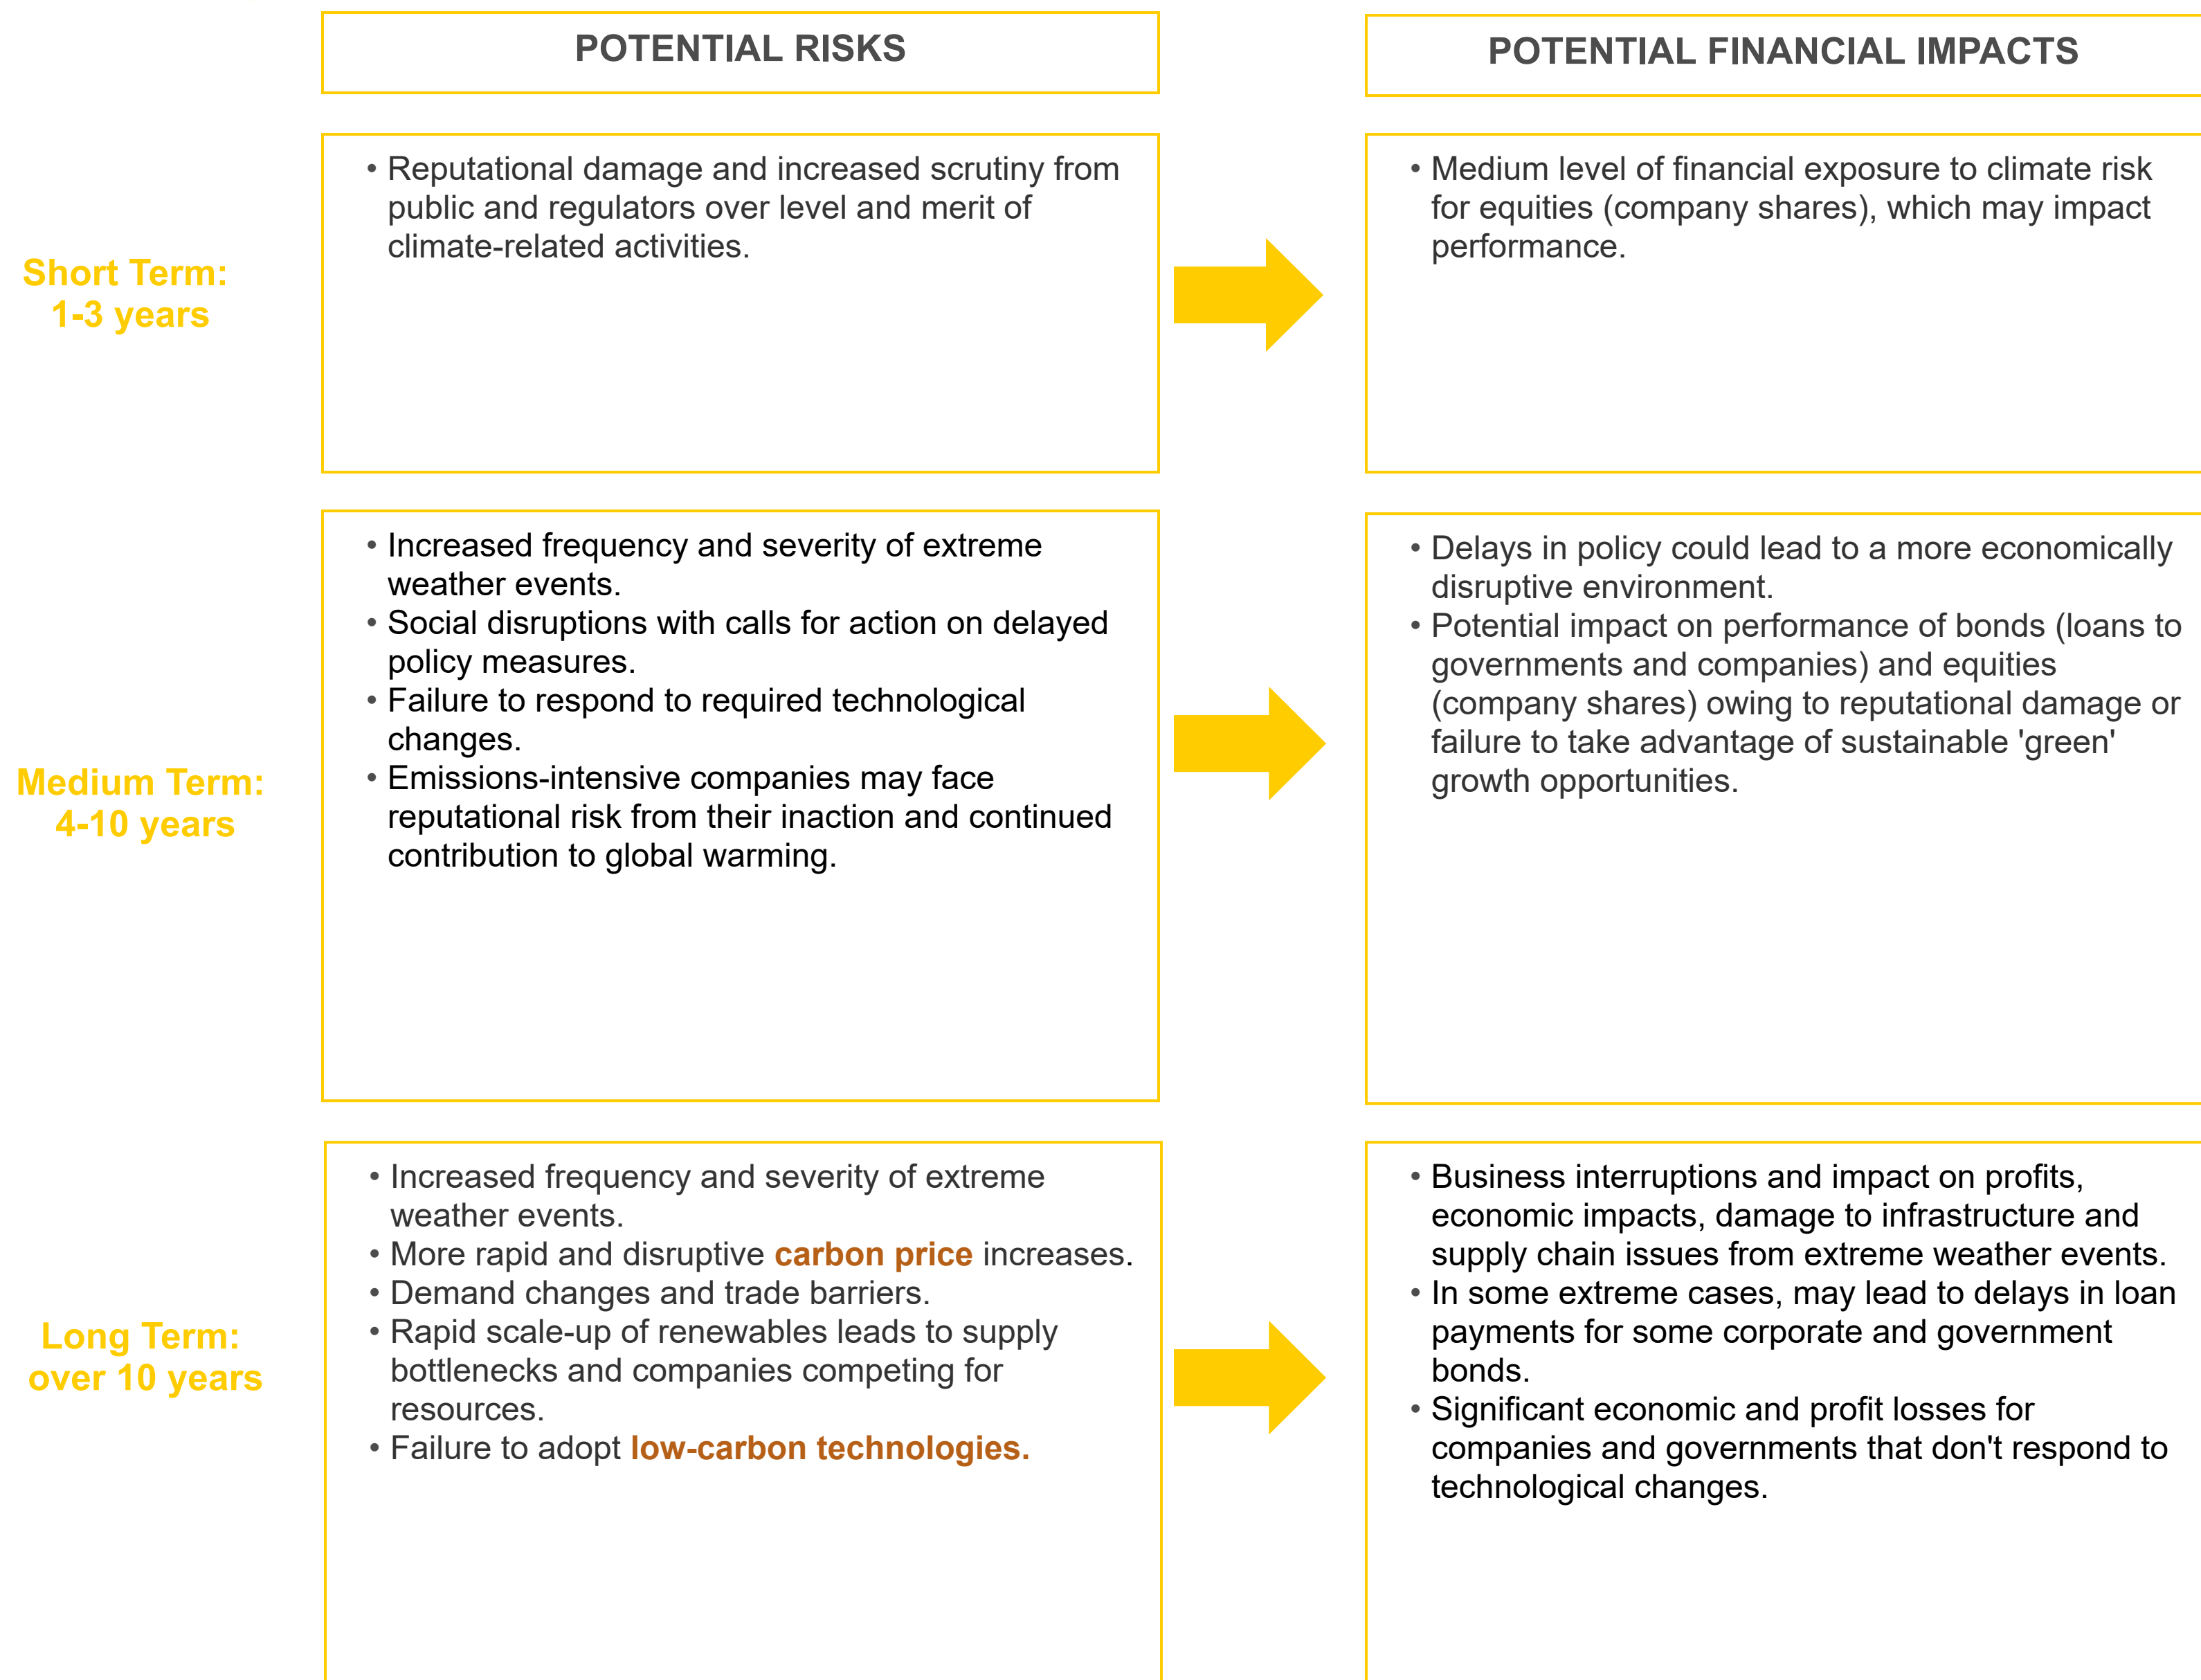 POTENTIAL RISKS
POTENTIAL FINANCIAL IMPACTS
Short Term:
1-3 years
• Reputational damage and increased scrutiny from
public and regulators over level and merit of
climate-related activities.
• Medium level of financial exposure to climate risk
for equities (company shares), which may impact
performance.
Medium Term:
4-10 years
• Increased frequency and severity of extreme
weather events.
• Social disruptions with calls for action on delayed
policy measures.
• Failure to respond to required technological
changes.
• Emissions-intensive companies may face
reputational risk from their inaction and continued
contribution to global warming.
• Delays in policy could lead to a more economically
disruptive environment.
• Potential impact on performance of bonds (loans to
governments and companies) and equities
(company shares) owing to reputational damage or
failure to take advantage of sustainable 'green'
growth opportunities.
Long Term:
over 10 years
• Increased frequency and severity of extreme
weather events.
• More rapid and disruptive carbon price increases.
• Demand changes and trade barriers.
• Rapid scale-up of renewables leads to supply
bottlenecks and companies competing for
resources.
• Failure to adopt low-carbon technologies.
• Business interruptions and impact on profits,
economic impacts, damage to infrastructure and
supply chain issues from extreme weather events.
• In some extreme cases, may lead to delays in loan
payments for some corporate and government
bonds.
• Significant economic and profit losses for
companies and governments that don't respond to
technological changes.